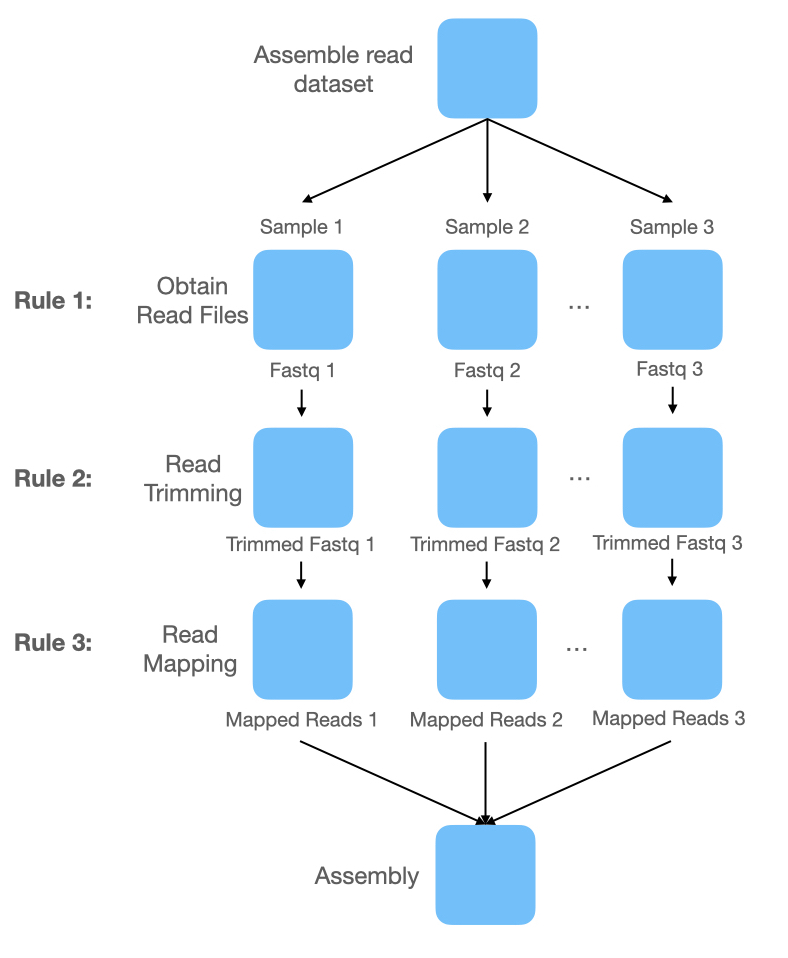 Assemble read
dataset
Sample 1
Sample 2
Sample 3
Rule 1:
Obtain
Read Files
...
Fastq 1
Fastq 2
Fastq 3
Rule 2:
Read
Trimming
...
Trimmed Fastq 1
Trimmed Fastq 2
Trimmed Fastq 3
Rule 3:
Read
Mapping
...
Mapped Reads 1
Mapped Reads 2
Mapped Reads 3
Assembly